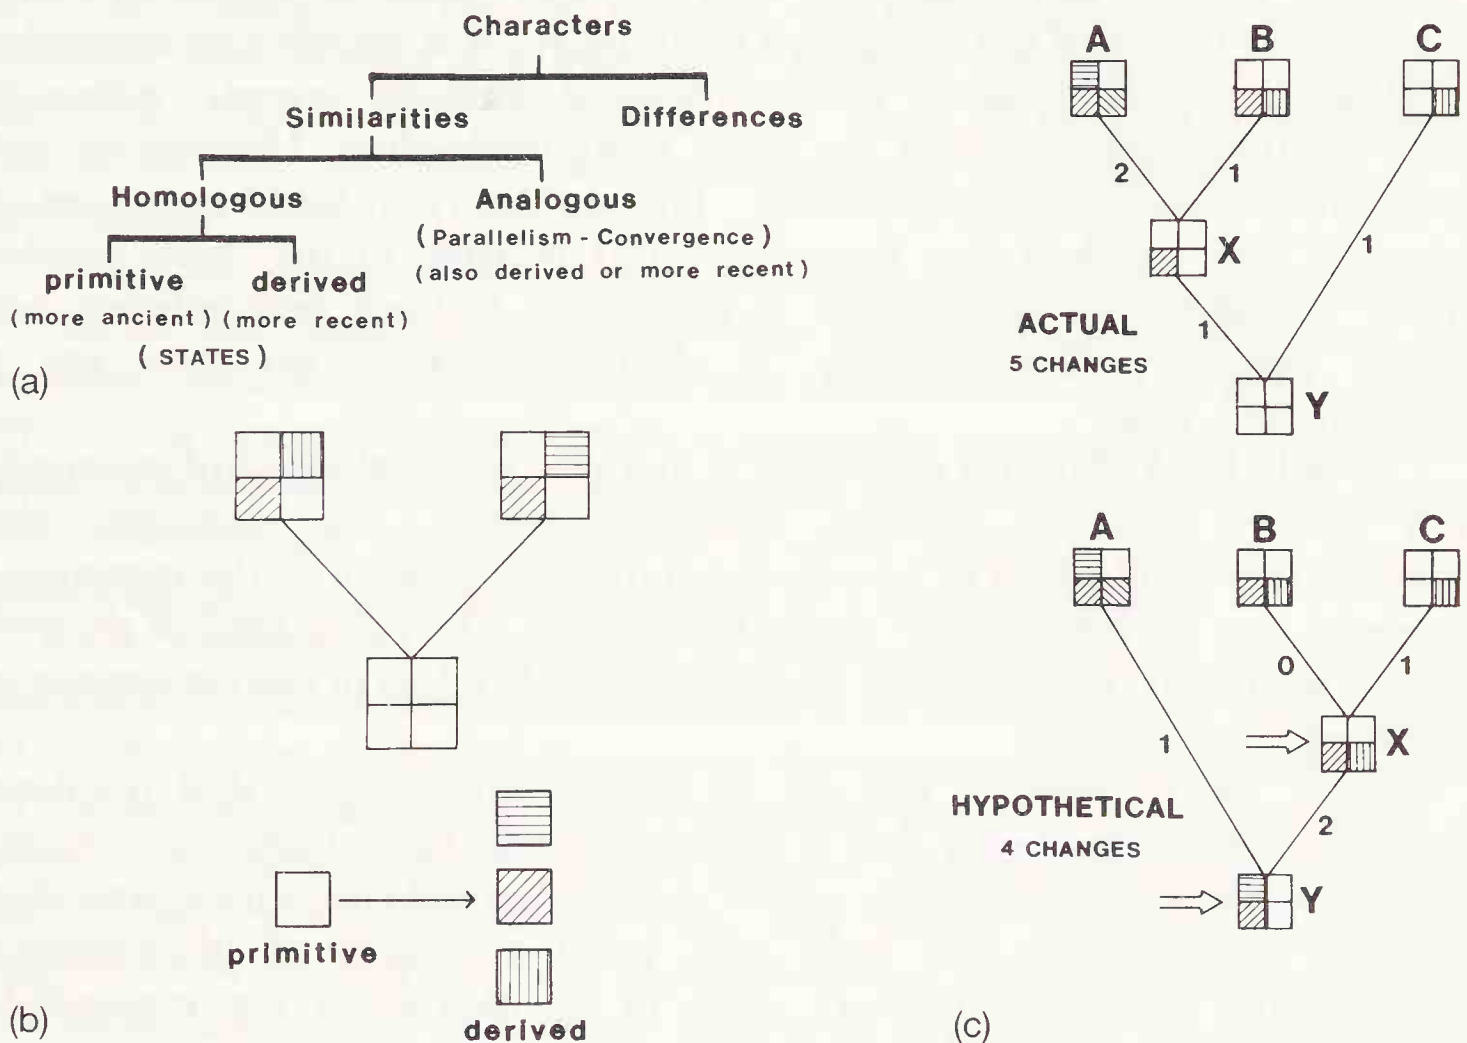 Characters
Similarities Differences
Homologous Analogous
( Parallelism - Convergence )
primitive derived (also derived or more recent)
(more ancient) (more recent)
( STATES )
(a)
primitive
derived
(b)
A B C
2 1
X
1
ACTUAL
1
5 CHANGES
Y
A B C
0 1
1
X
HYPOTHETICAL
2
4 CHANGES
Y
(c)